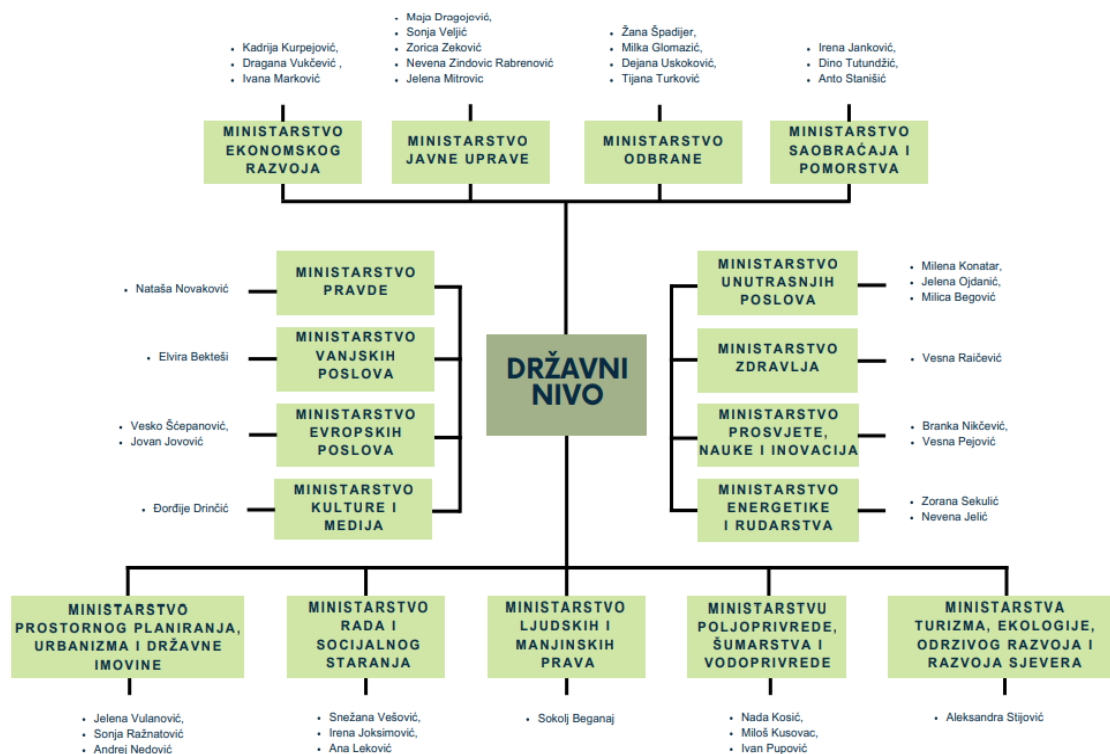 Maja Dragojović,
Sonja Veljić
Zorica Zeković
Nevena Zindovic Rabrenović
Jelena Mitrovic
Kadrija Kurpejović,
Dragana Vukčević ,
Ivana Marković
Žana Špadijer,
Milka Glomazić,
Dejana Uskoković
Tijana Turković
Irena Janković,
Dino Tutundžić,
Anto Stanišić
MINISTARSTVO
EKONOMSKOG
RAZVOJA
MINISTARSTVO
JAVNE UPRAVE
MINISTARSTVO
ODBRANE
MINISTARSTVO
SAOBRAĆAJA I
POMORSTVA
Nataša Novaković
MINISTARSTVO
PRAVDE
Elvira Bekteši
MINISTARSTVO
VANJSKIH
POSLOVA
Vesko Šćepanović,
Jovan Jovović
MINISTARSTVO
EVROPSKIH
POSLOVA
Đorđije Drinčić
MINISTARSTVO
KULTURE I
MEDIJA
DRŽAVNI
NIVO
MINISTARSTVO
UNUTRASNJIH
POSLOVA
Milena Konatar,
Jelena Ojdanić,
Milica Begović
MINISTARSTVO
ZDRAVLJA
Vesna Raičević
MINISTARSTVO
PROSVJETE,
NAUKE I INOVACIJA
Branka Nikčević,
Vesna Pejović
MINISTARSTVO
ENERGETIKE
I RUDARSTVA
Zorana Sekulić
Nevena Jelić
MINISTARSTVO
PROSTORNOG PLANIRANJA,
URBANIZMA I DRŽAVNE
IMOVINE
MINISTARSTVO
RADA I
SOCIJALNOG
STARANJA
MINISTARSTVO
LJUDSKIH I
MANJINSKIH
PRAVA
MINISTARSTVU
POLJOPRIVREDE,
ŠUMARSTVA I
VODOPRIVREDE
MINISTARSTVA
TURIZMA, EKOLOGIJE,
ODRZIVOG RAZVOJA I
RAZVOJA SJEVERA
Jelena Vulanović,
Sonja Ražnatović
Andrej Nedović
Snežana Vešović,
Irena Joksimović,
Ana Leković
Sokolj Beganaj
Nada Kosić,
Miloš Kusovac,
Ivan Pupović
Aleksandra Stijović